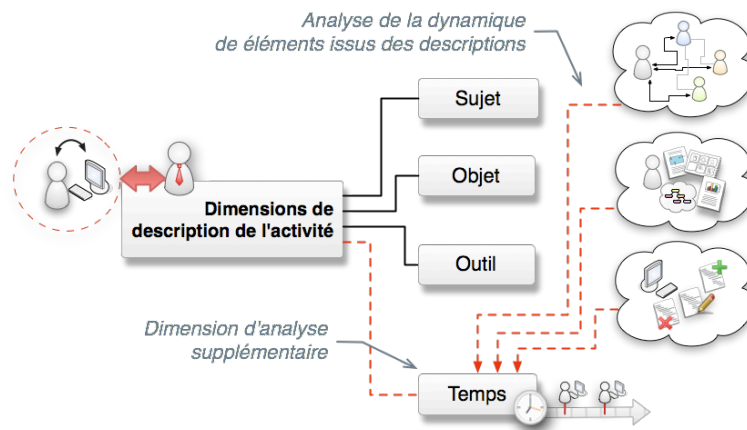 Analyse de la dynamique
de éléments issus des descriptions
Sujet
Objet
Dimensions de
description de l'activité
Outil
Dimension d'analyse
supplémentaire
Temps